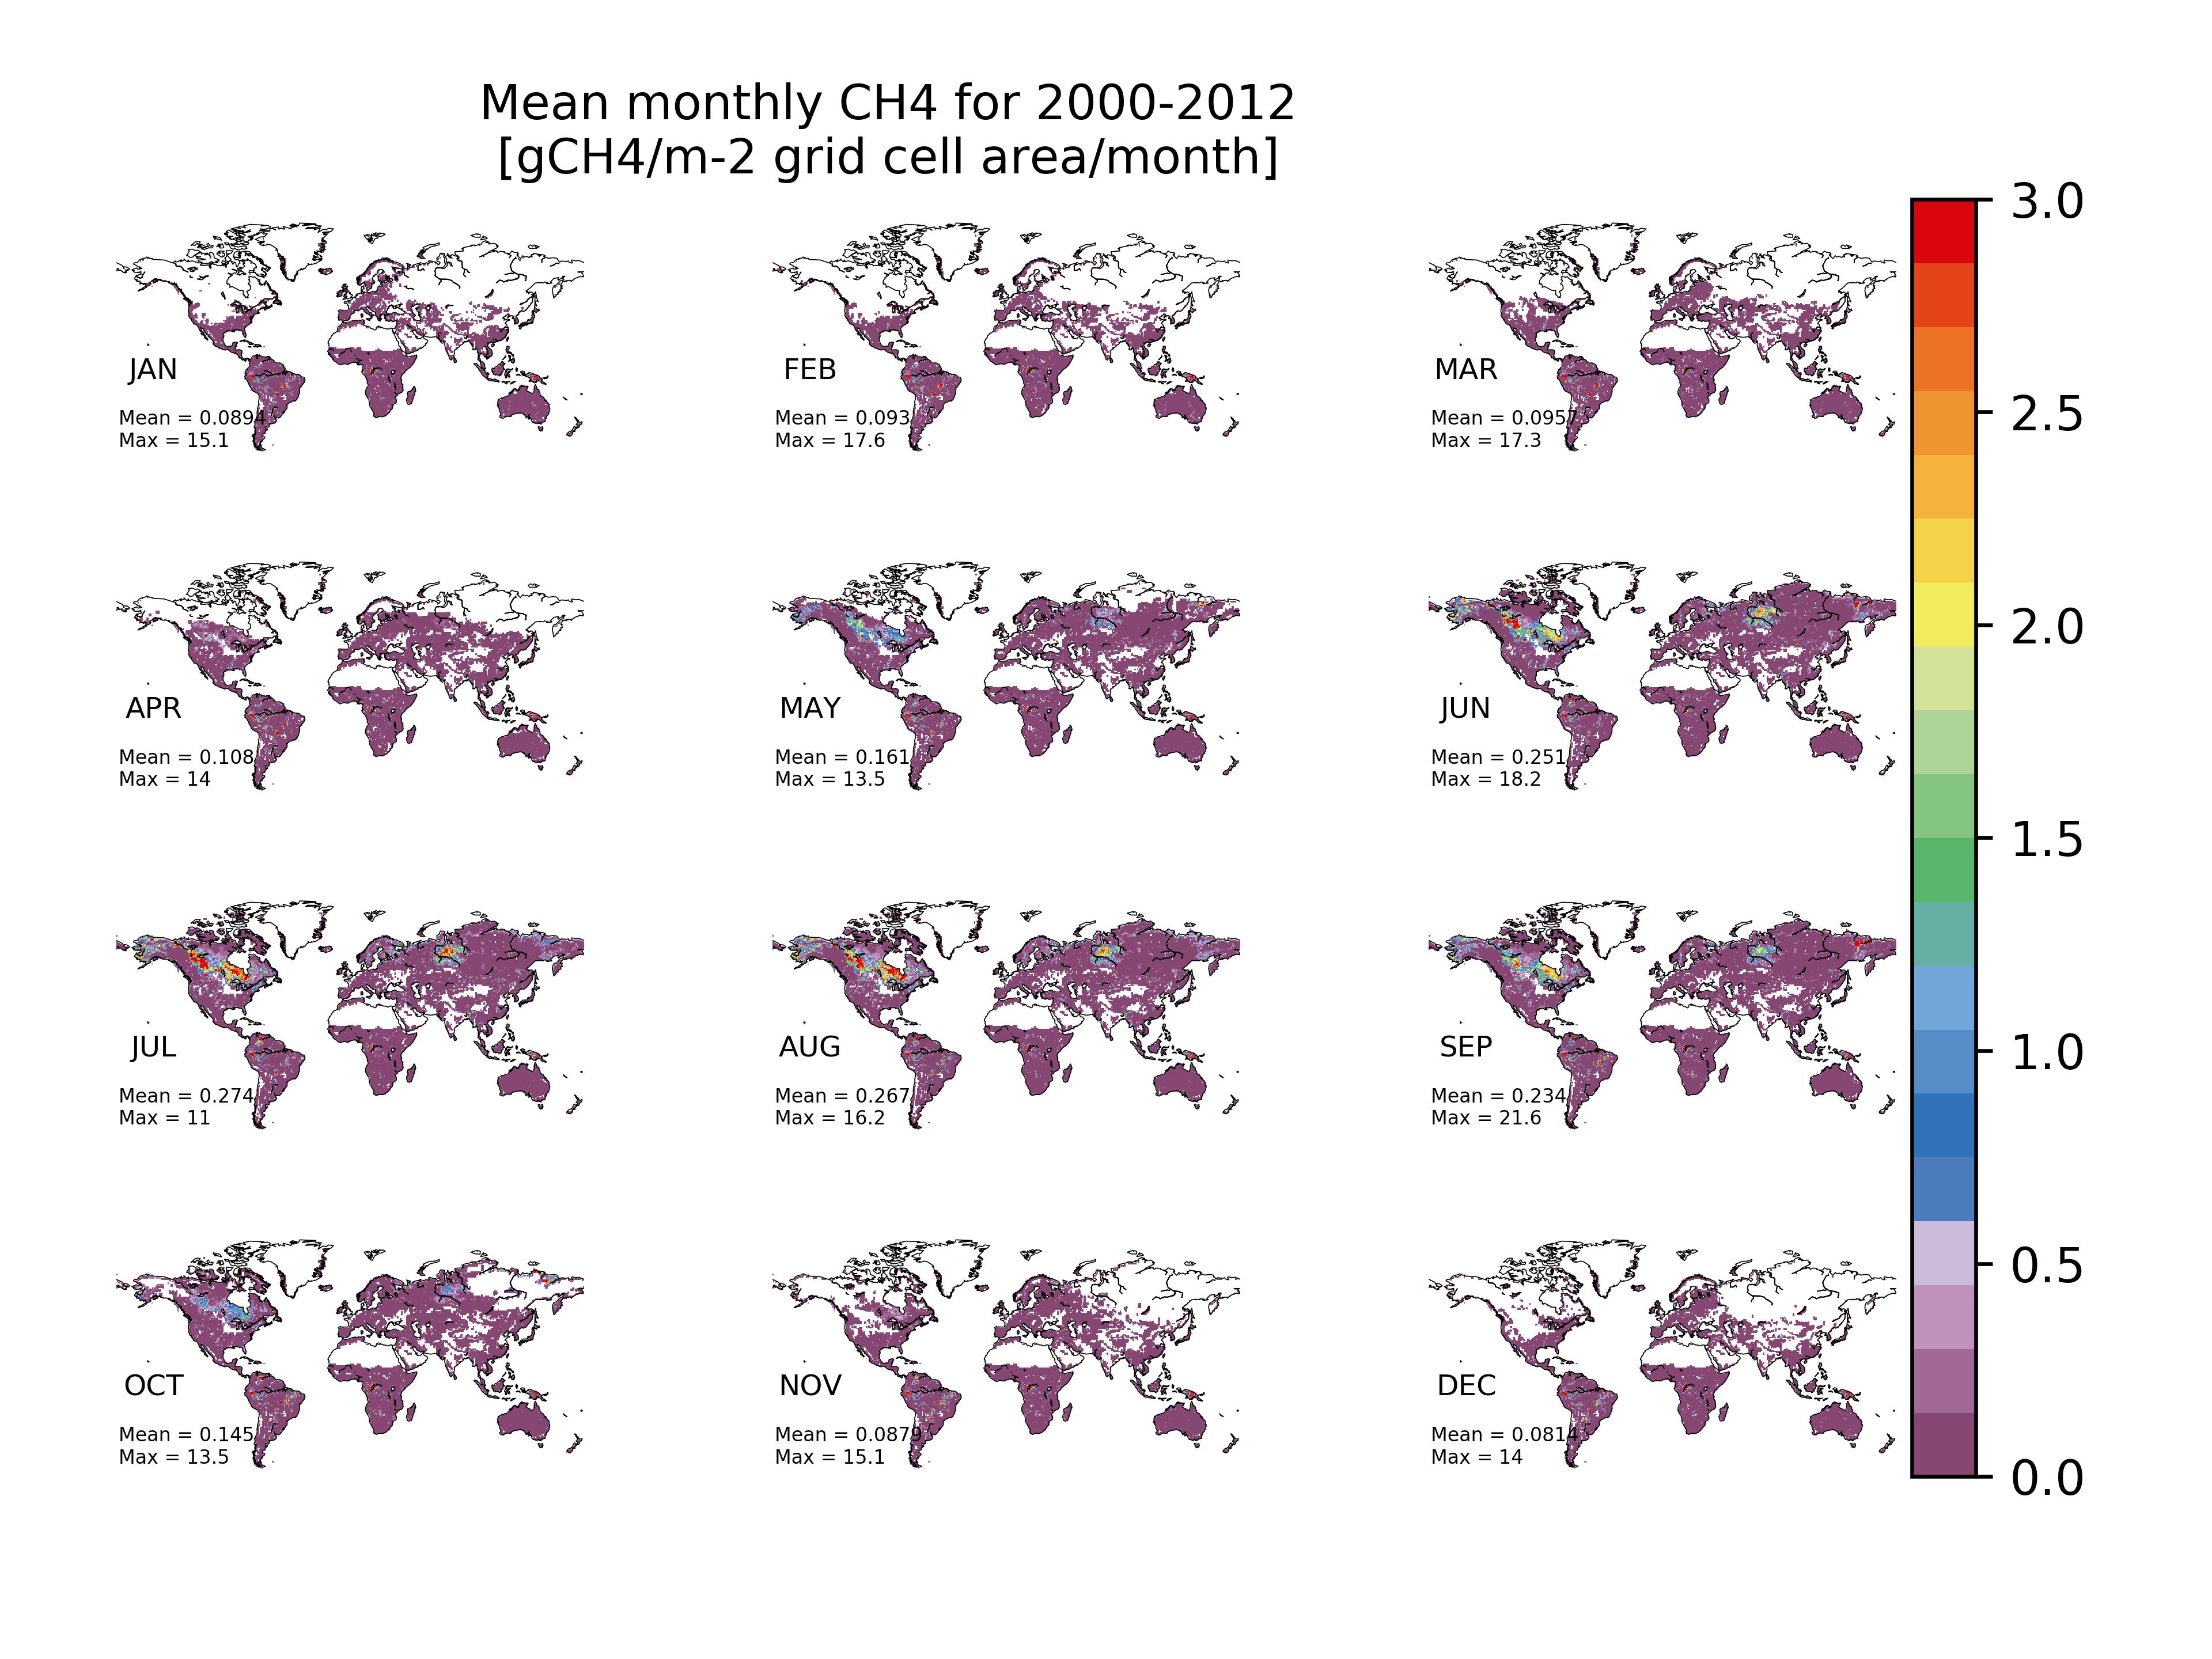 Mean monthly CH4 for 2000-2012
[gCH4/m-2 grid cell area/month]
JAN
Mean = 0.0894
Max = 15.1
FEB
Mean = 0.093
Max = 17.6
MAR
Mean = 0.0957
Max = 17.3
APR
Mean = 0.108
Max = 14
MAY
Mean = 0.161
Max = 13.5
JUN
Mean = 0.251
Max = 18.2
JUL
Mean = 0.274
Max = 11
AUG
Mean = 0.267
Max = 16.2
SEP
Mean = 0.234
Max = 21.6
OCT
Mean = 0.145
Max = 13.5
NOV
Mean = 0.0879
Max = 15.1
DEC
Mean = 0.0814
Max = 14
3.0
2.5
2.0
1.5
1.0
0.5
0.0